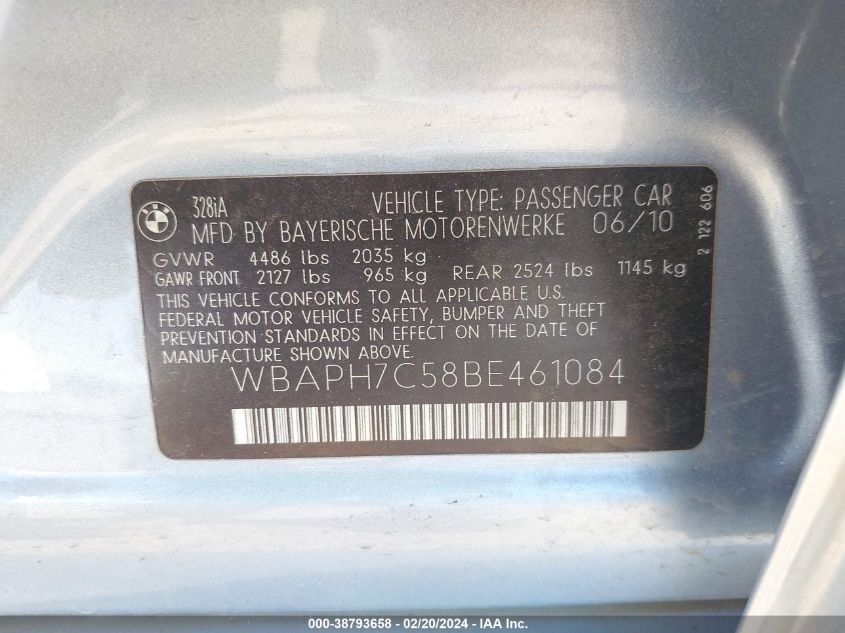 BMW
328iA VEHICLE TYPE: PASSENGER CAR
MFD BY BAYERISCHE MOTORENWERKE 06/10
GVWR 4486 lbs 2035 kg
GAWR FRONT 2127 lbs 965 kg REAR 2524 lbs 1145 kg
THIS VEHICLE CONFORMS TO ALL APPLICABLE U.S.
FEDERAL MOTOR VEHICLE SAFETY, BUMPER AND THEFT
PREVENTION STANDARDS IN EFFECT ON THE DATE OF
MANUFACTURE SHOWN ABOVE.
WBAPH7C58BE461084
2 122 606
000-38793658 - 02/20/2024 - IAA Inc.